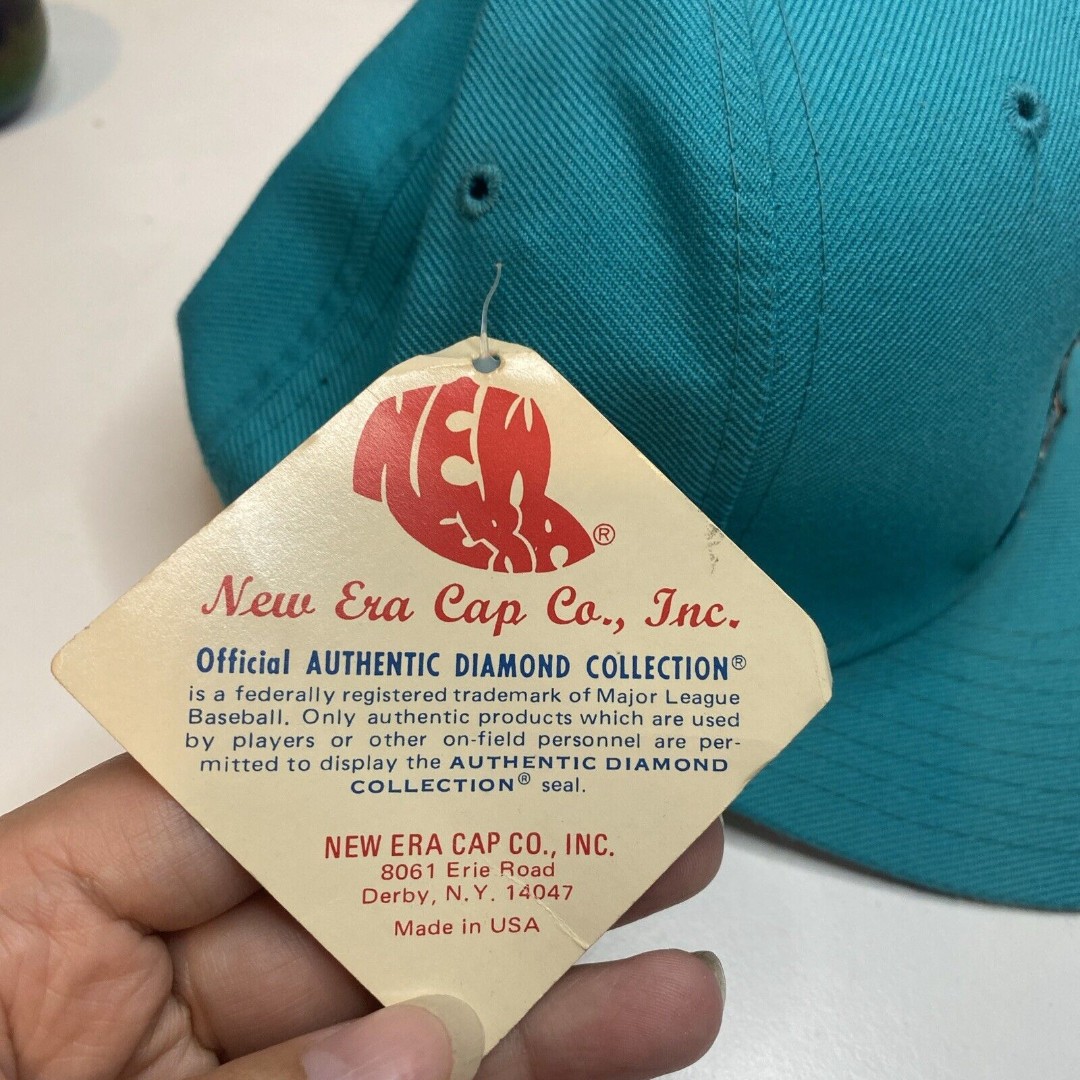 NEW
ERA®
New Era Cap Co., Inc.
Official AUTHENTIC DIAMOND COLLECTION®
is a federally registered trademark of Major League
Baseball. Only authentic products which are used
by players or other on-field personnel are per-
mitted to display the AUTHENTIC DIAMOND
COLLECTION® seal.
NEW ERA CAP CO., INC.
8061 Erie Road
Derby, N.Y. 14047
Made in USA